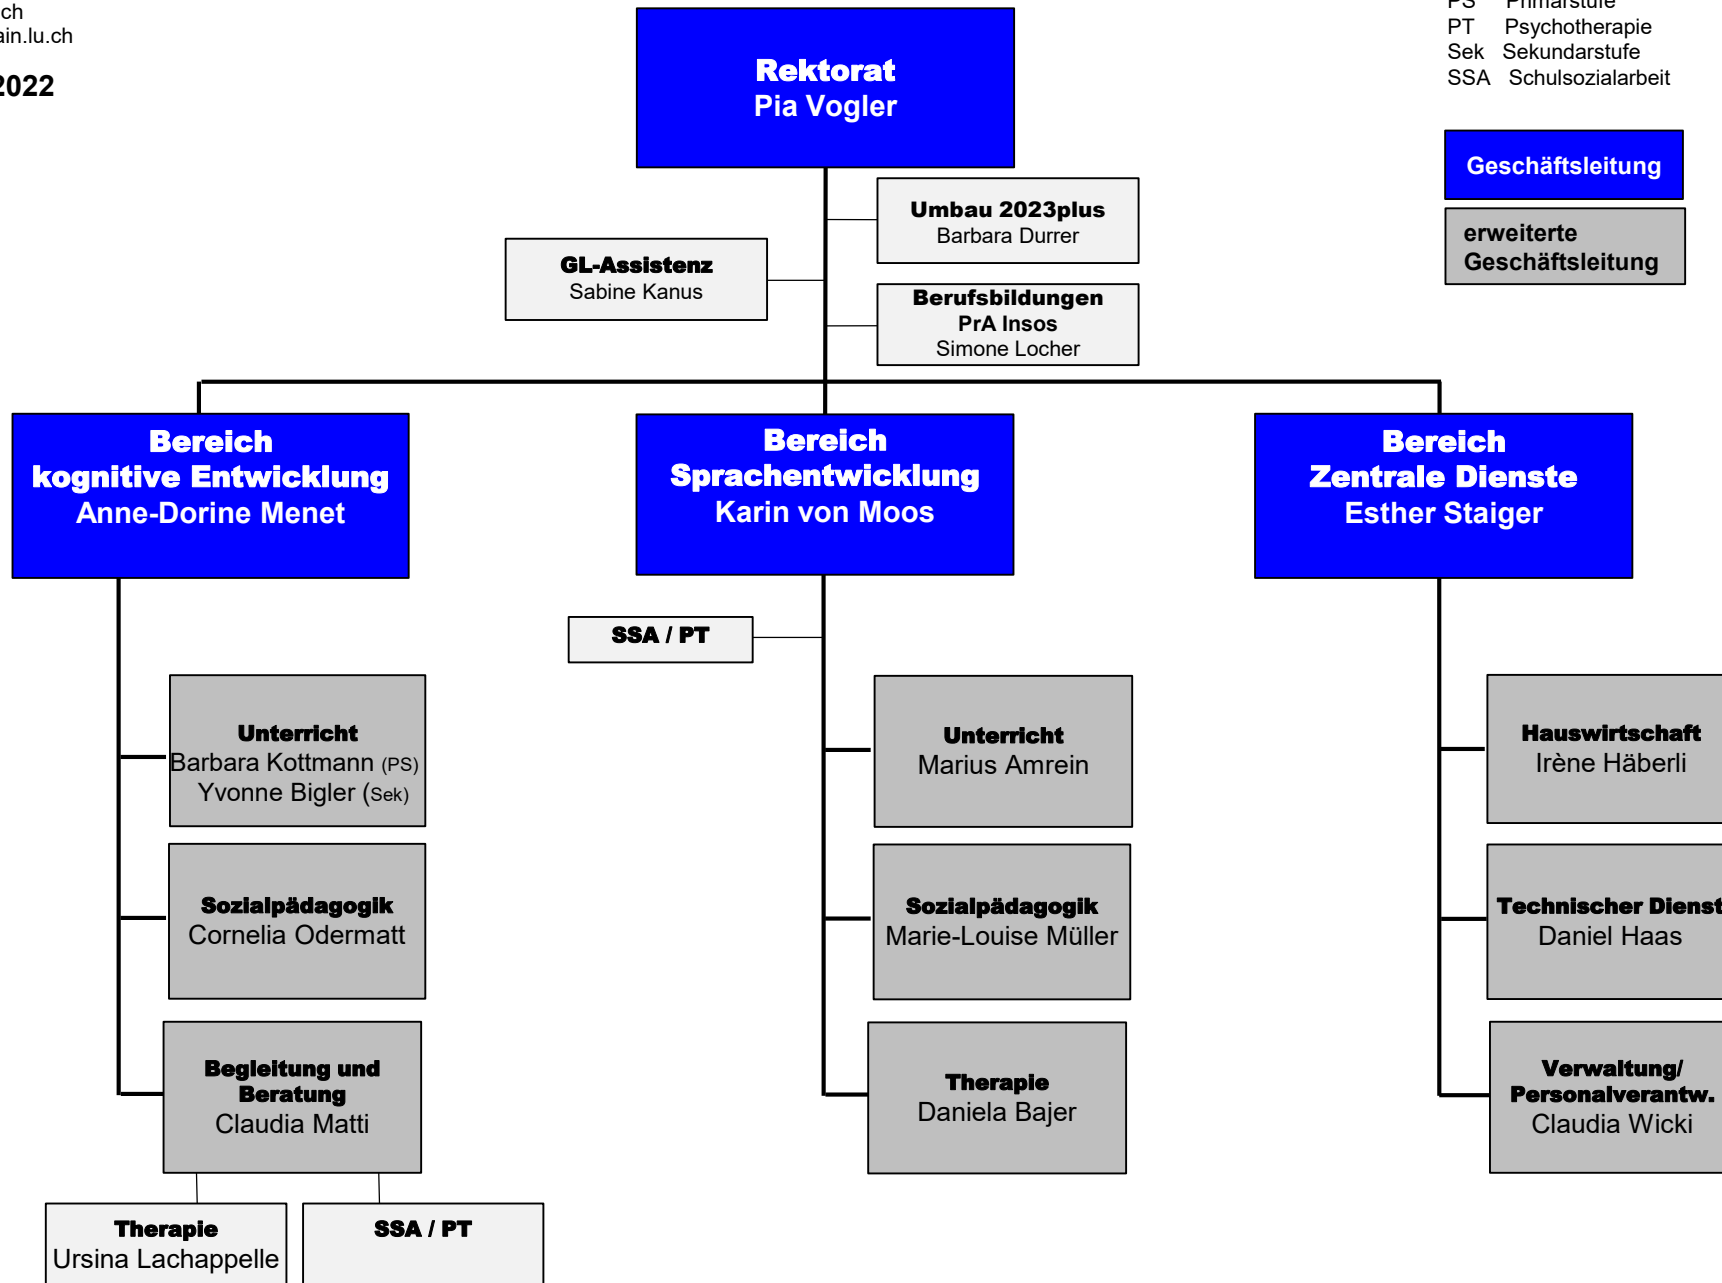 PT Psychotherapie
Sek Sekundarstufe
SSA Schulsozialarbeit
2022
Rektorat
Pia Vogler
Geschäftsleitung
erweiterte
Geschäftsleitung
Umbau 2023plus
Barbara Durrer
GL-Assistenz
Sabine Kanus
Berufsbildungen
PrA Insos
Simone Locher
Bereich
kognitive Entwicklung
Anne-Dorine Menet
Bereich
Sprachentwicklung
Karin von Moos
Bereich
Zentrale Dienste
Esther Staiger
SSA / PT
Unterricht
Barbara Kottmann (PS)
Yvonne Bigler (Sek)
Unterricht
Marius Amrein
Hauswirtschaft
Irène Häberli
Sozialpädagogik
Cornelia Odermatt
Sozialpädagogik
Marie-Louise Müller
Technischer Dienst
Daniel Haas
Begleitung und
Beratung
Claudia Matti
Therapie
Daniela Bajer
Verwaltung/
Personalverantw.
Claudia Wicki
Therapie
Ursina Lachappelle
SSA / PT